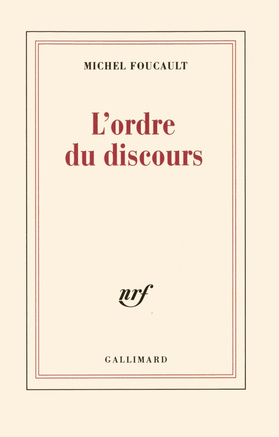 MICHEL FOUCAULT
L'ordre
du discours
nrf
GALLIMARD